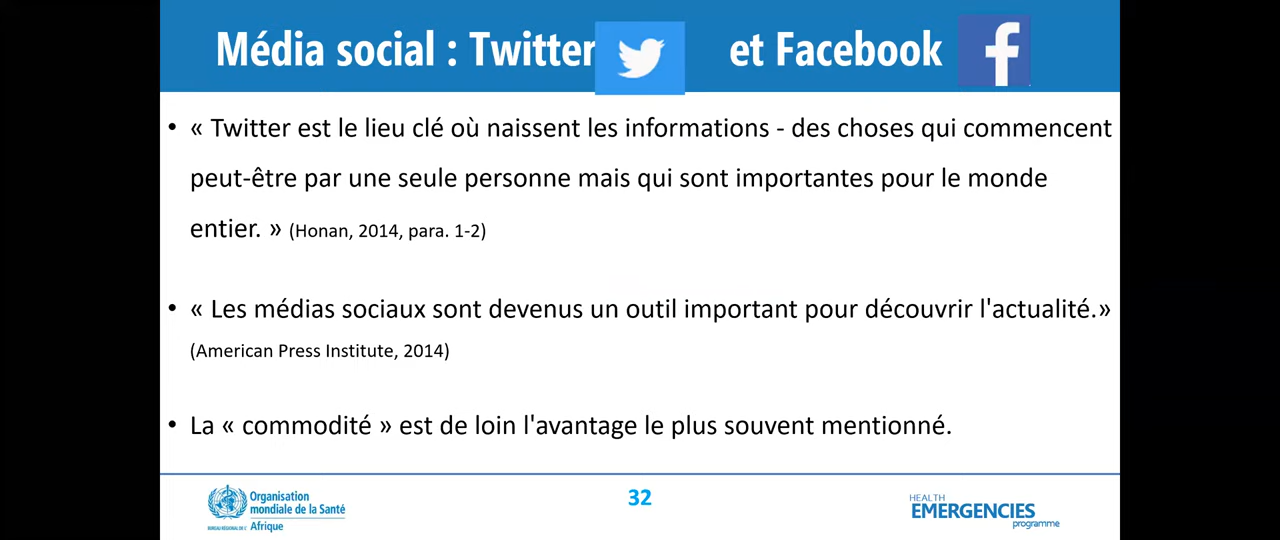 Média social : Twitter et Facebook
• « Twitter est le lieu clé où naissent les informations - des choses qui commencent
peut-être par une seule personne mais qui sont importantes pour le monde
entier. » (Honan, 2014, para. 1-2)
• « Les médias sociaux sont devenus un outil important pour découvrir l'actualité.»
(American Press Institute, 2014)
• La « commodité » est de loin l'avantage le plus souvent mentionné.
Organisation
mondiale de la Santé
BUREAU RÉGIONAL DE L' Afrique
32
HEALTH
EMERGENCIES
programme